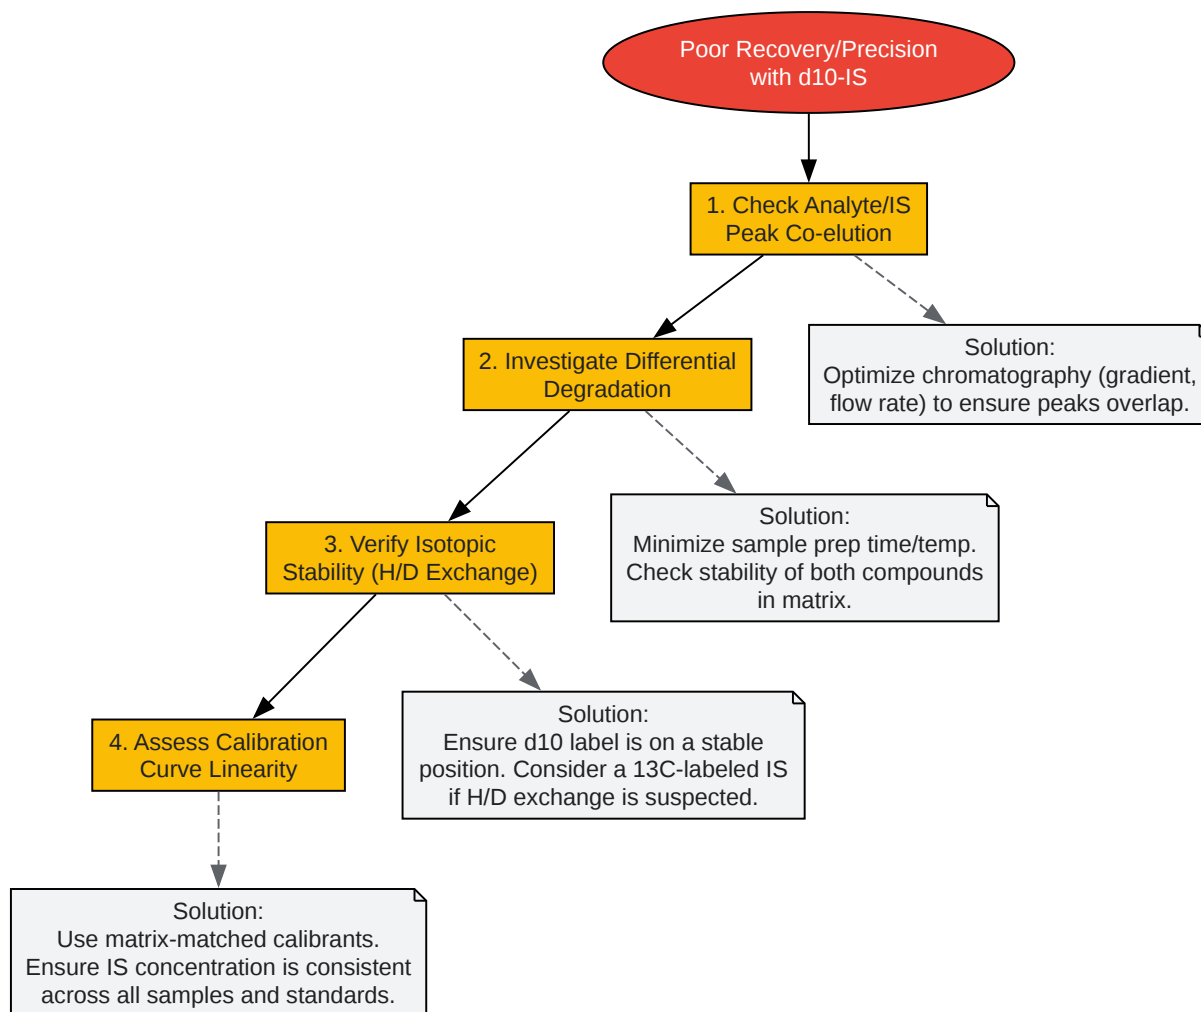 Poor Recovery/Precision
with d10-IS
1. Check Analyte/IS
Peak Co-elution
Solution:
Optimize chromatography (gradient,
flow rate) to ensure peaks overlap.
2. Investigate Differential
Degradation
Solution:
Minimize sample prep time/temp.
Check stability of both compounds
in matrix.
3. Verify Isotopic
Stability (H/D Exchange)
Solution:
Ensure d10 label is on a stable
position. Consider a 13C-labeled IS
if H/D exchange is suspected.
4. Assess Calibration
Curve Linearity
Solution:
Use matrix-matched calibrants.
Ensure IS concentration is consistent
across all samples and standards.